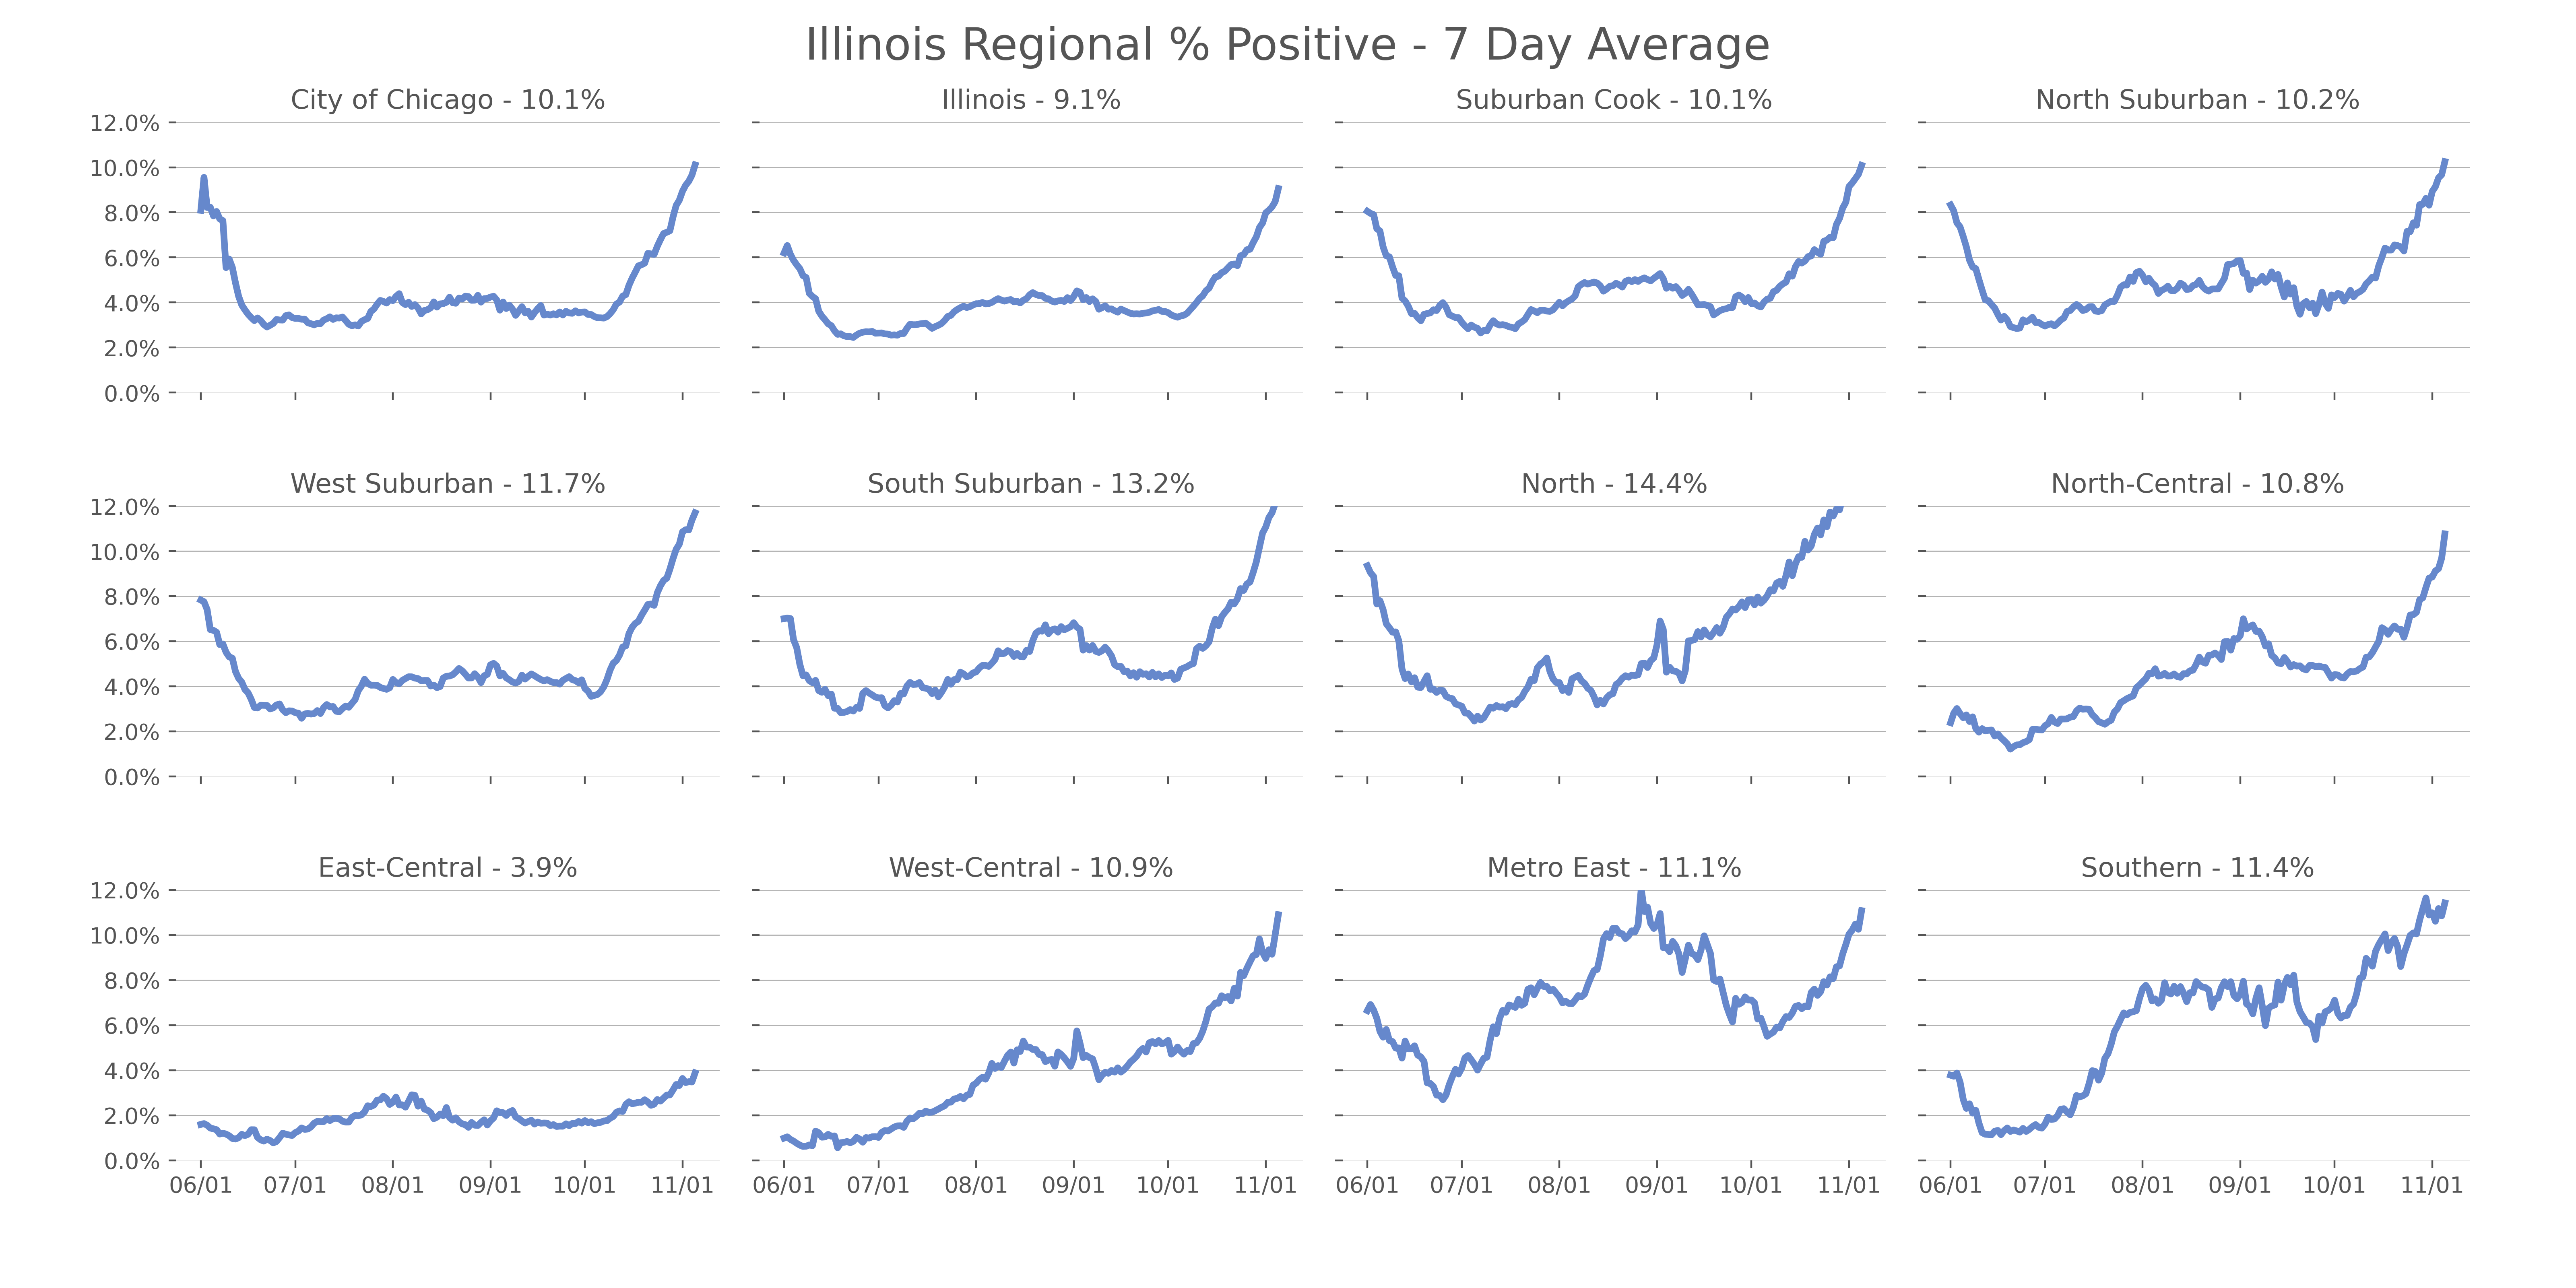 Illinois Regional % Positive - 7 Day Average
City of Chicago - 10.1%
Illinois - 9.1%
Suburban Cook - 10.1%
North Suburban - 10.2%
12.0%
10.0%
8.0%
6.0%
4.0%
2.0%
0.0%
West Suburban - 11.7%
South Suburban - 13.2%
North - 14.4%
North-Central - 10.8%
12.0%
10.0%
8.0%
6.0%
4.0%
2.0%
0.0%
East-Central - 3.9%
West-Central - 10.9%
Metro East - 11.1%
Southern - 11.4%
12.0%
10.0%
8.0%
6.0%
4.0%
2.0%
0.0%
06/01 07/01 08/01 09/01 10/01 11/01
06/01 07/01 08/01 09/01 10/01 11/01
06/01 07/01 08/01 09/01 10/01 11/01
06/01 07/01 08/01 09/01 10/01 11/01